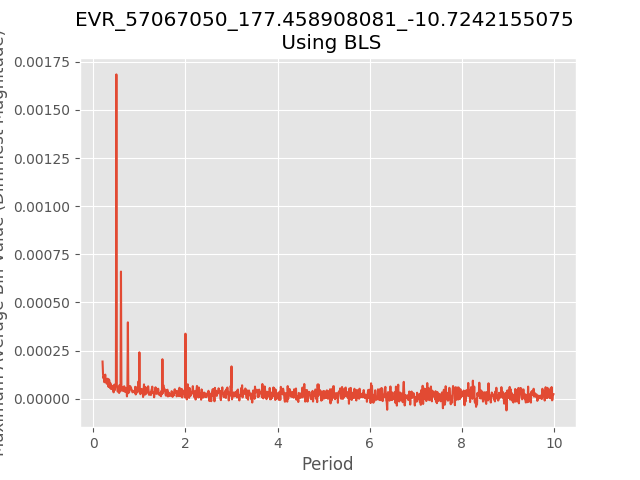 EVR_57067050_177.458908081_-10.7242155075
Using BLS
Maximum Average Bin Value (Dimmest Magnitude)
0.00175
0.00150
0.00125
0.00100
0.00075
0.00050
0.00025
0.00000
0 2 4 6 8 10
Period